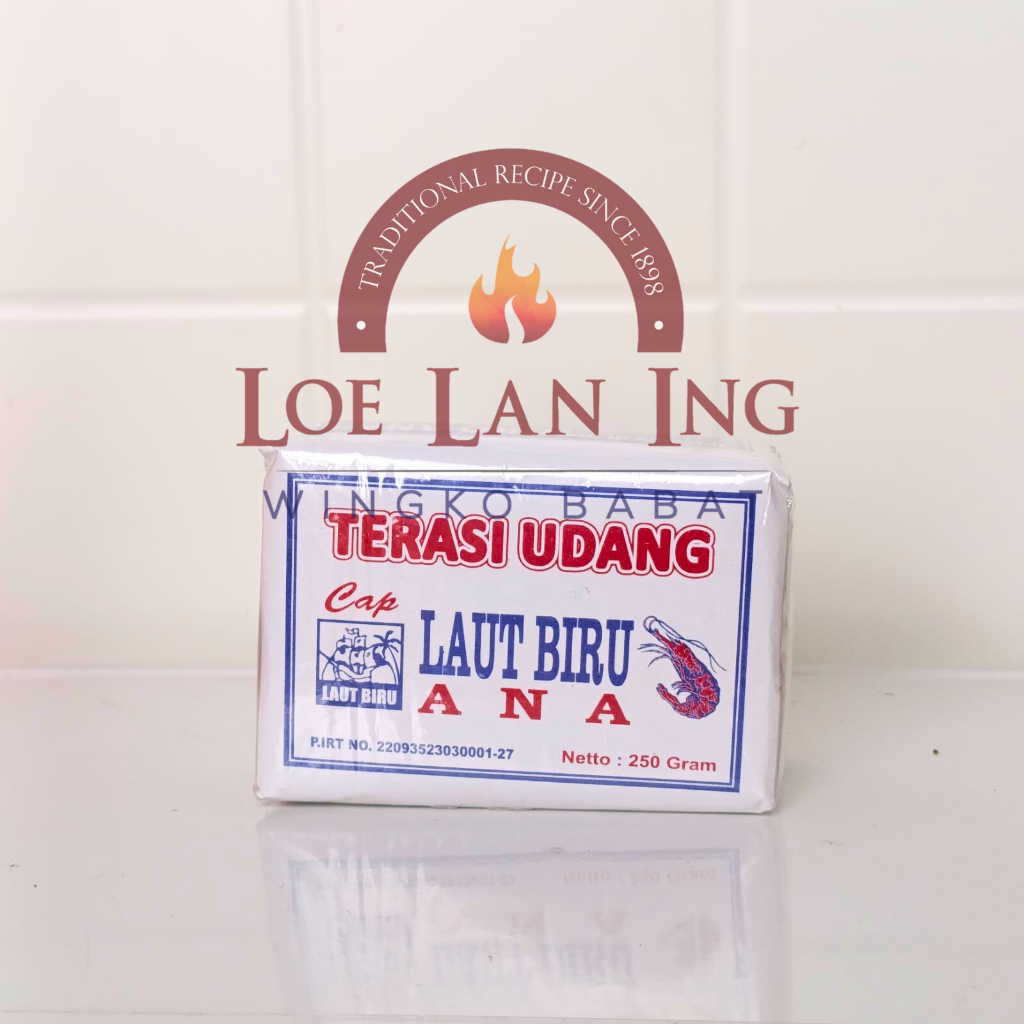 TRADITIONAL RECIPE SINCE 1898
LOE LAN ING
WINGKO BABAT
TERASI UDANG
Cap
LAUT BIRU
LAUT BIRU
ANA
P.IRT NO. 22093523030001-27
Netto : 250 Gram